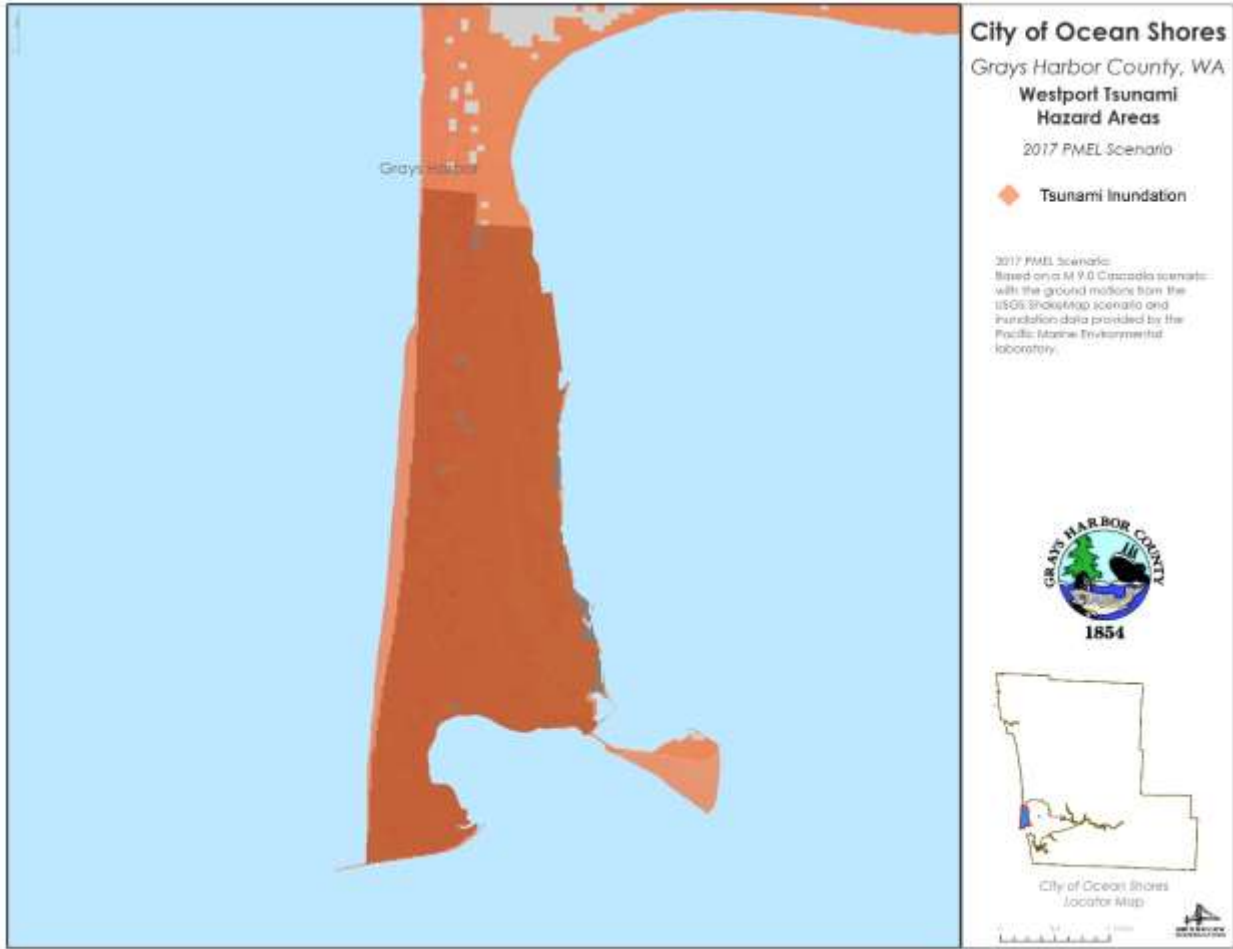 City of Ocean Shores
Grays Harbor County, WA
Westport Tsunami
Hazard Areas
2017 PMEL Scenario
Tsunami Inundation
2017 PMEL Scenario:
Based on a M 9.0 Cascadia scenario
with the ground motions from the
USGS ShakeMap scenario and
inundation data provided by the
Pacific Marine Environmental
laboratory.
Grays Harbor
GRAYS HARBOR COUNTY
1854
City of Ocean Shores
Locator Map